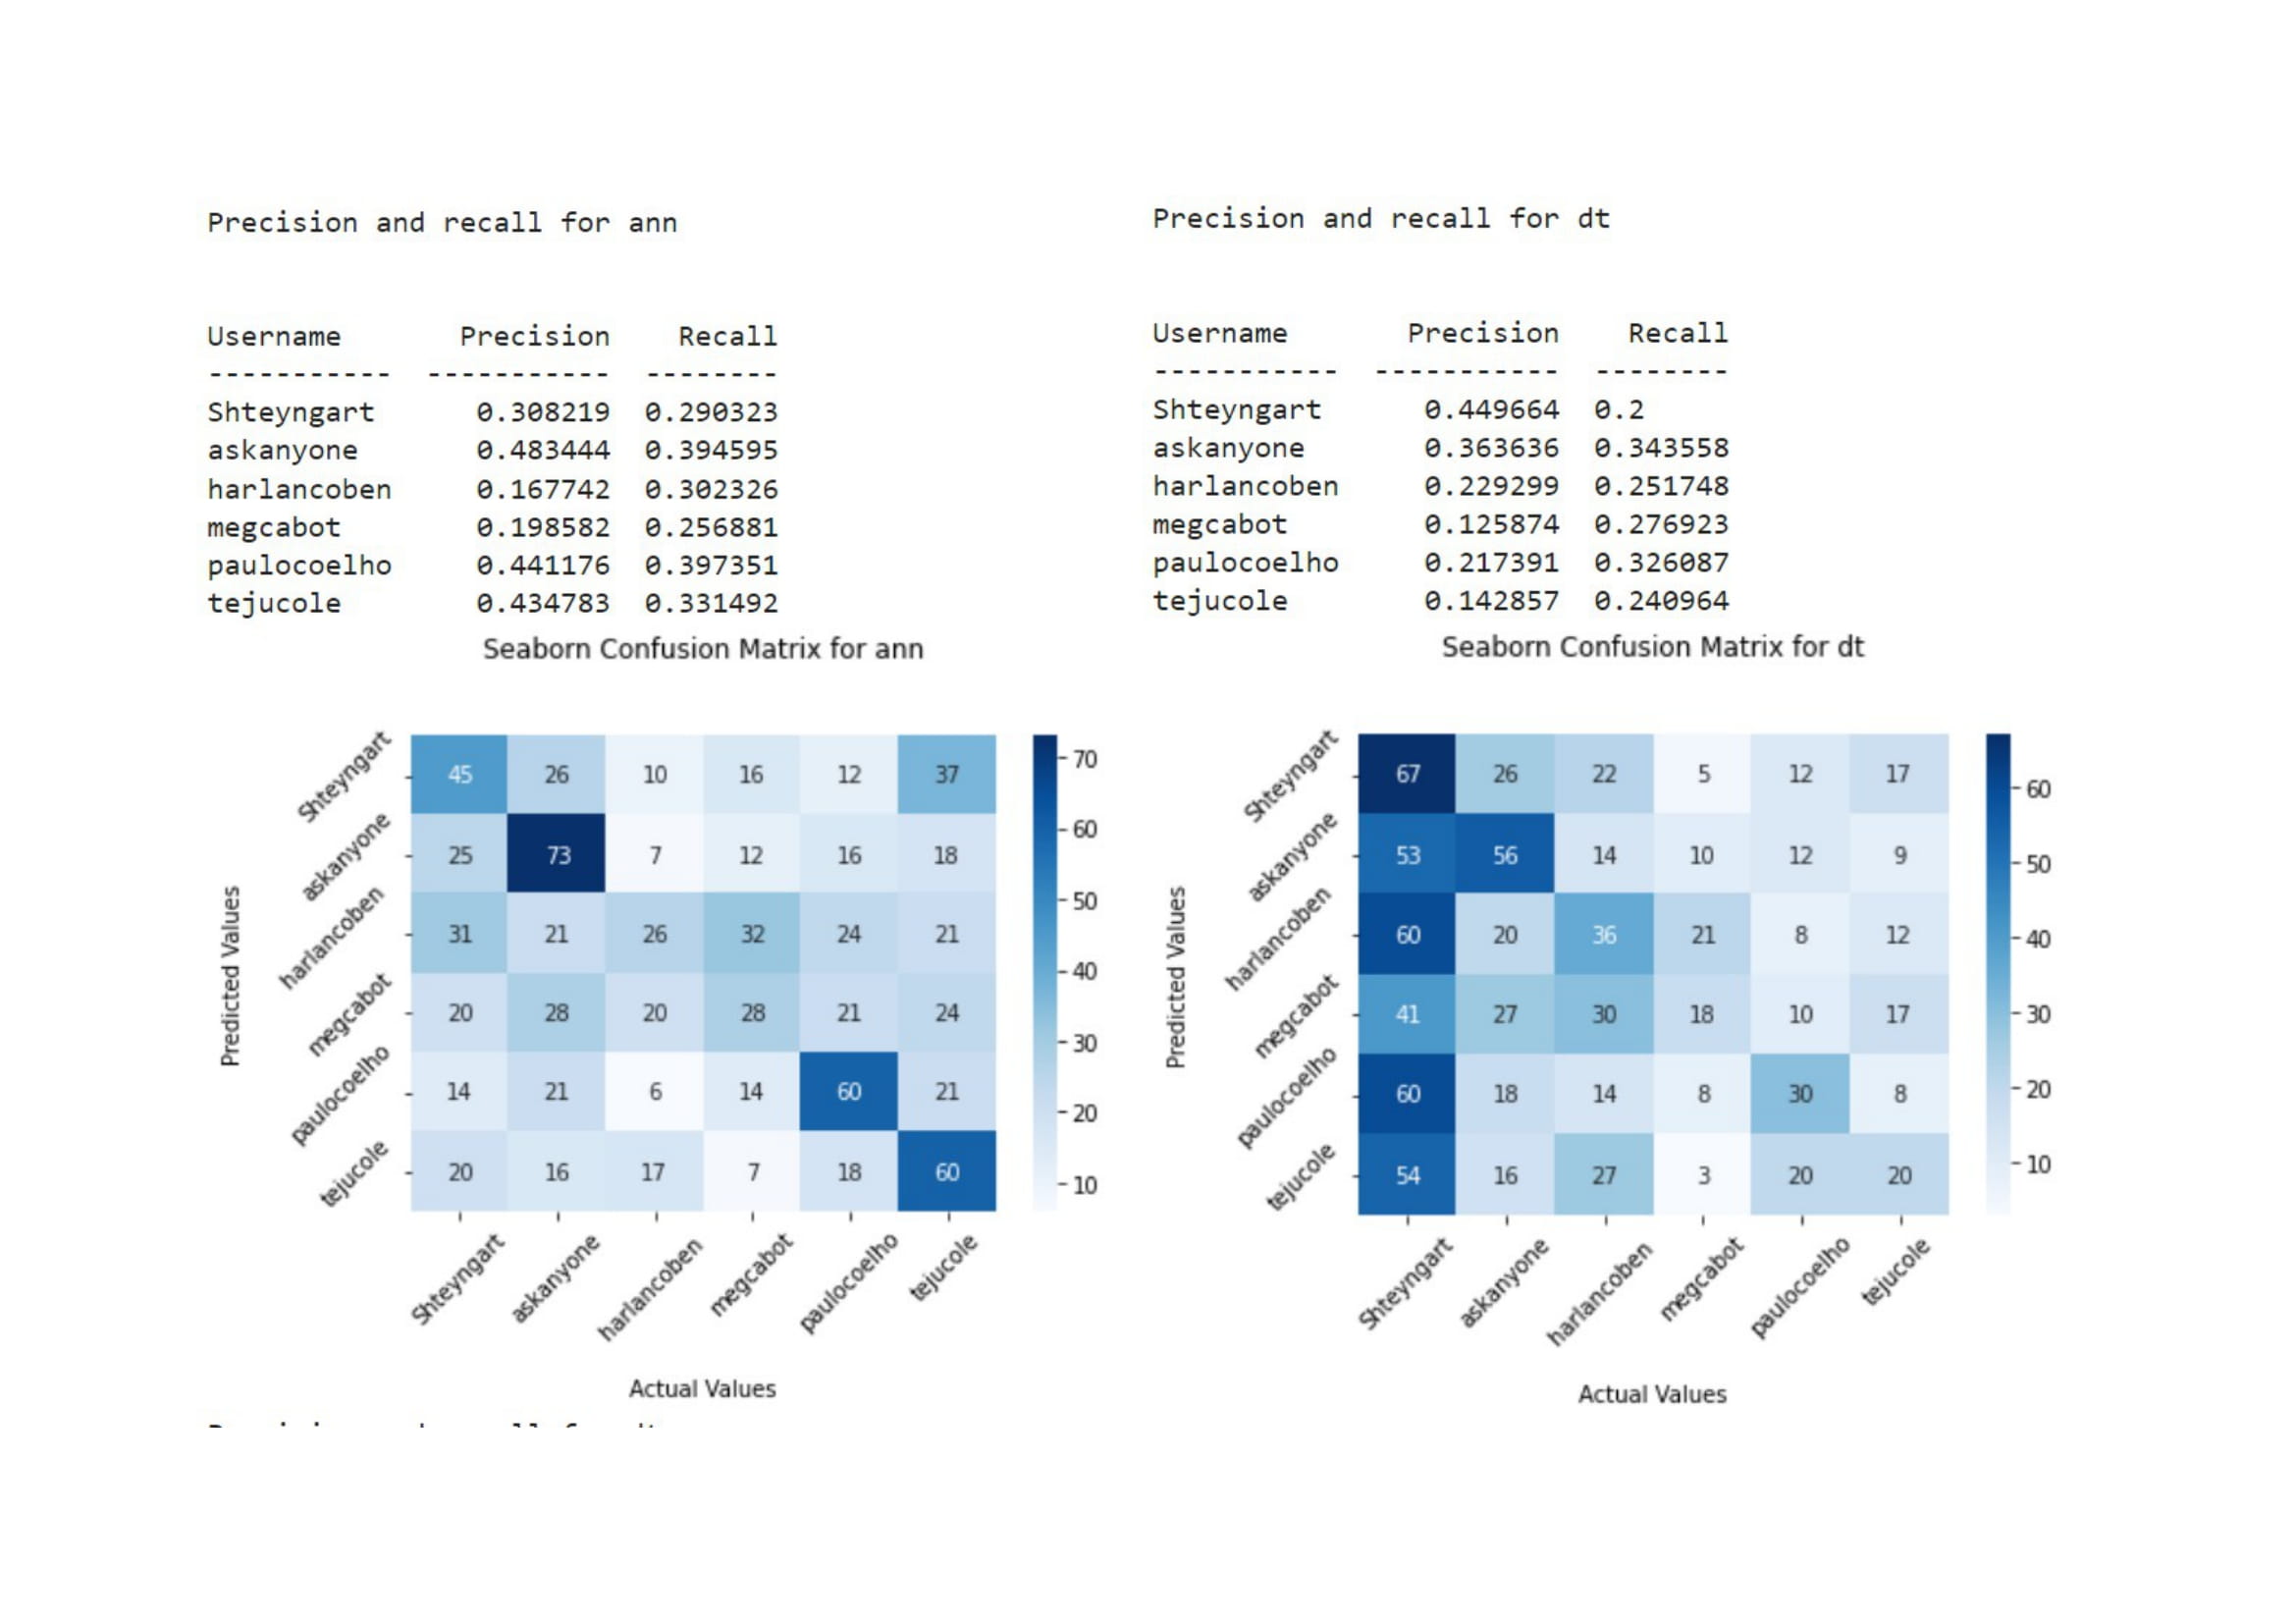 Precision and recall for ann
Username Precision Recall
----------- ----------- --------
Shteyngart 0.308219 0.290323
askanyone 0.483444 0.394595
harlancoben 0.167742 0.302326
megcabot 0.198582 0.256881
paulocoelho 0.441176 0.397351
tejucole 0.434783 0.331492
Seaborn Confusion Matrix for ann
Predicted Values
Shteyngart 45 26 10 16 12 37
askanyone 25 73 7 12 16 18
harlancoben 31 21 26 32 24 21
megcabot 20 28 20 28 21 24
paulocoelho 14 21 6 14 60 21
tejucole 20 16 17 7 18 60
70
60
50
40
30
20
10
Shteyngart askanyone harlancoben megcabot paulocoelho tejucole
Actual Values
Precision and recall for dt
Username Precision Recall
----------- ----------- --------
Shteyngart 0.449664 0.2
askanyone 0.363636 0.343558
harlancoben 0.229299 0.251748
megcabot 0.125874 0.276923
paulocoelho 0.217391 0.326087
tejucole 0.142857 0.240964
Seaborn Confusion Matrix for dt
Predicted Values
Shteyngart 67 26 22 5 12 17
askanyone 53 56 14 10 12 9
harlancoben 60 20 36 21 8 12
megcabot 41 27 30 18 10 17
paulocoelho 60 18 14 8 30 8
tejucole 54 16 27 3 20 20
60
50
40
30
20
10
Shteyngart askanyone harlancoben megcabot paulocoelho tejucole
Actual Values